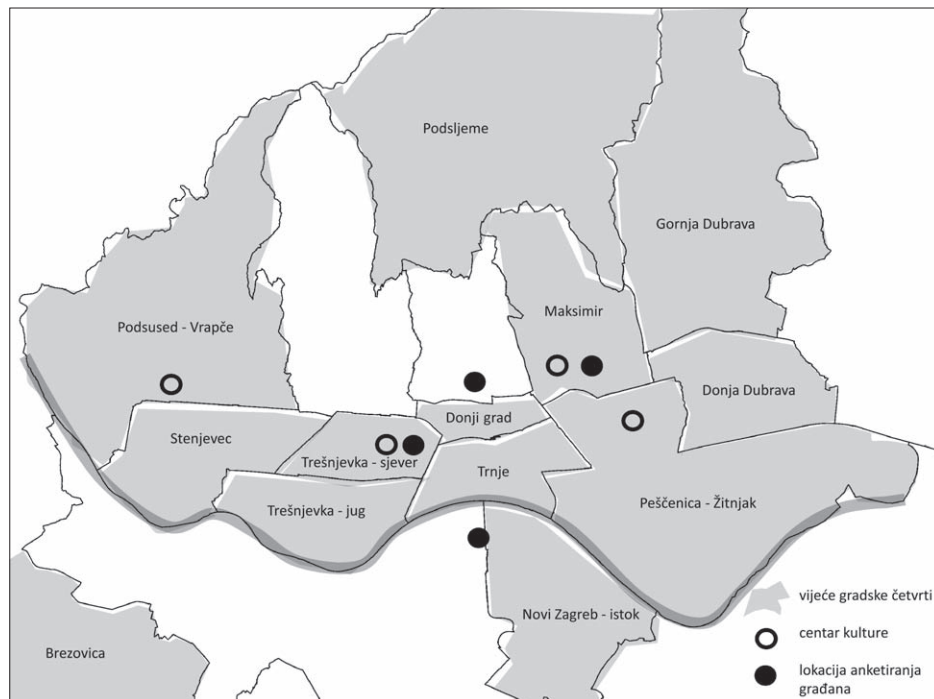 Podsljeme
Gornja Dubrava
Maksimir
Podsused - Vrapče
Donja Dubrava
Donji grad
Stenjevec
Trešnjevka - sjever
Trnje
Peščenica - Žitnjak
Trešnjevka - jug
vijeće gradske četvrti
Novi Zagreb - istok
centar kulture
Brezovica
lokacija anketiranja
građana